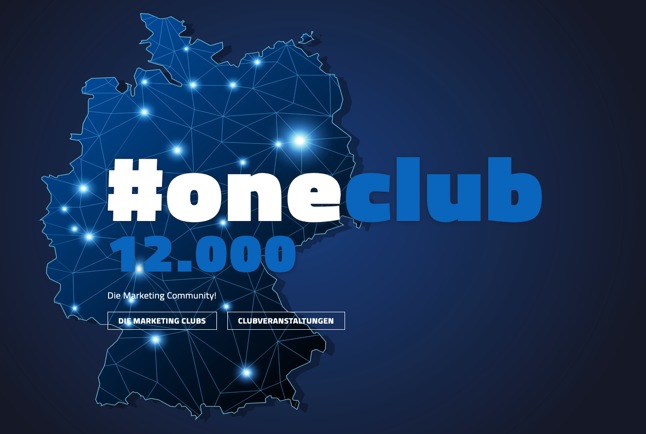 #oneclub
12.000
Die Marketing Community!
DIE MARKETING CLUBS
CLUBVERANSTALTUNGEN